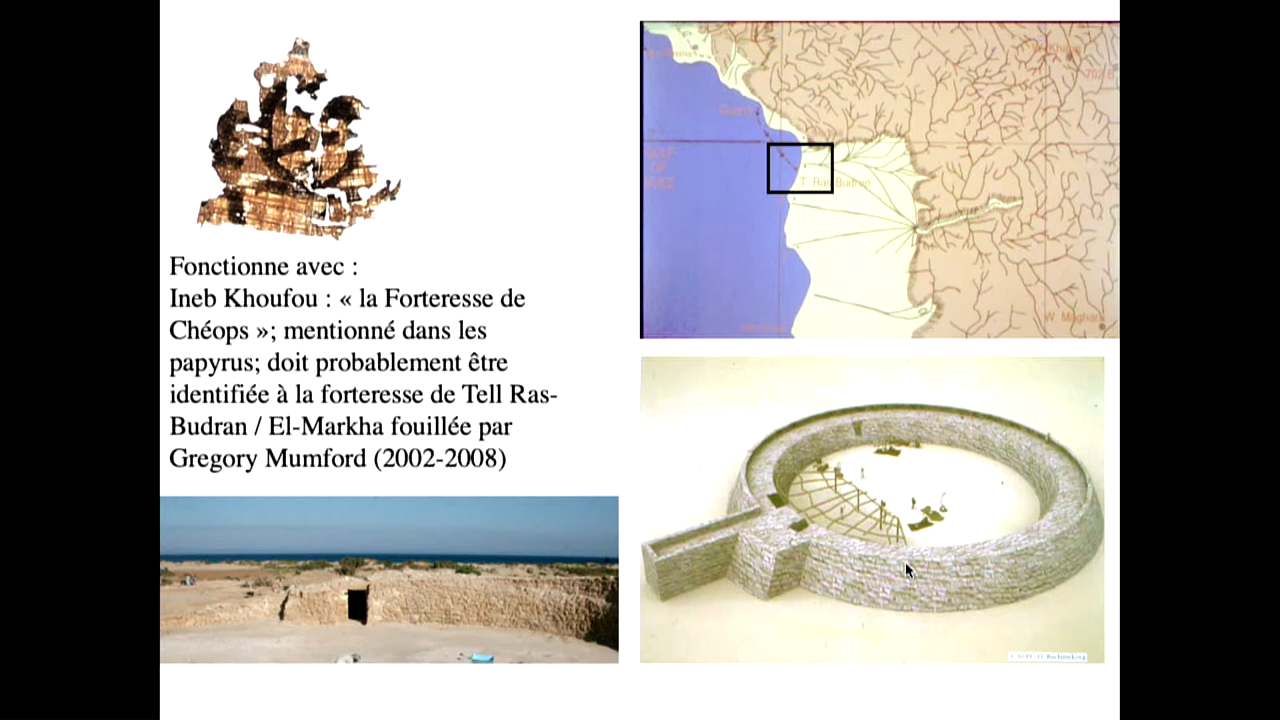 Fonctionne avec :
Ineb Khoufou : « la Forteresse de
Chéops »; mentionné dans les
papyrus; doit probablement être
identifiée à la forteresse de Tell Ras-
Budran / El-Markha fouillée par
Gregory Mumford (2002-2008)
T. Ras Budran